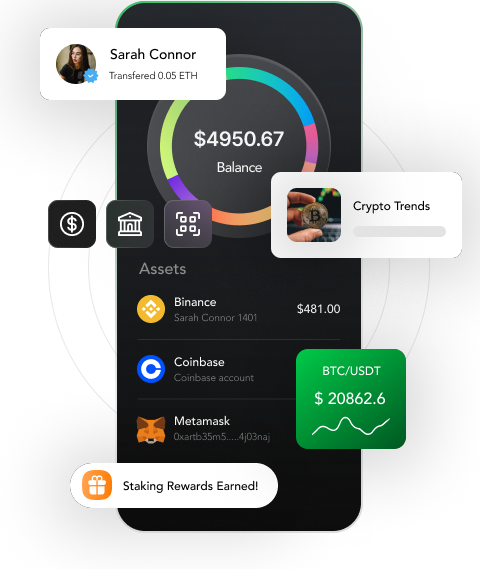 Sarah Connor
Transfered 0.05 ETH
$4950.67
Balance
Crypto Trends
Assets
Binance
Sarah Connor 1401
$481.00
Coinbase
Coinbase account
BTC/USDT
$ 20862.6
Metamask
0xartb35m5.....4j03naj
Staking Rewards Earned!